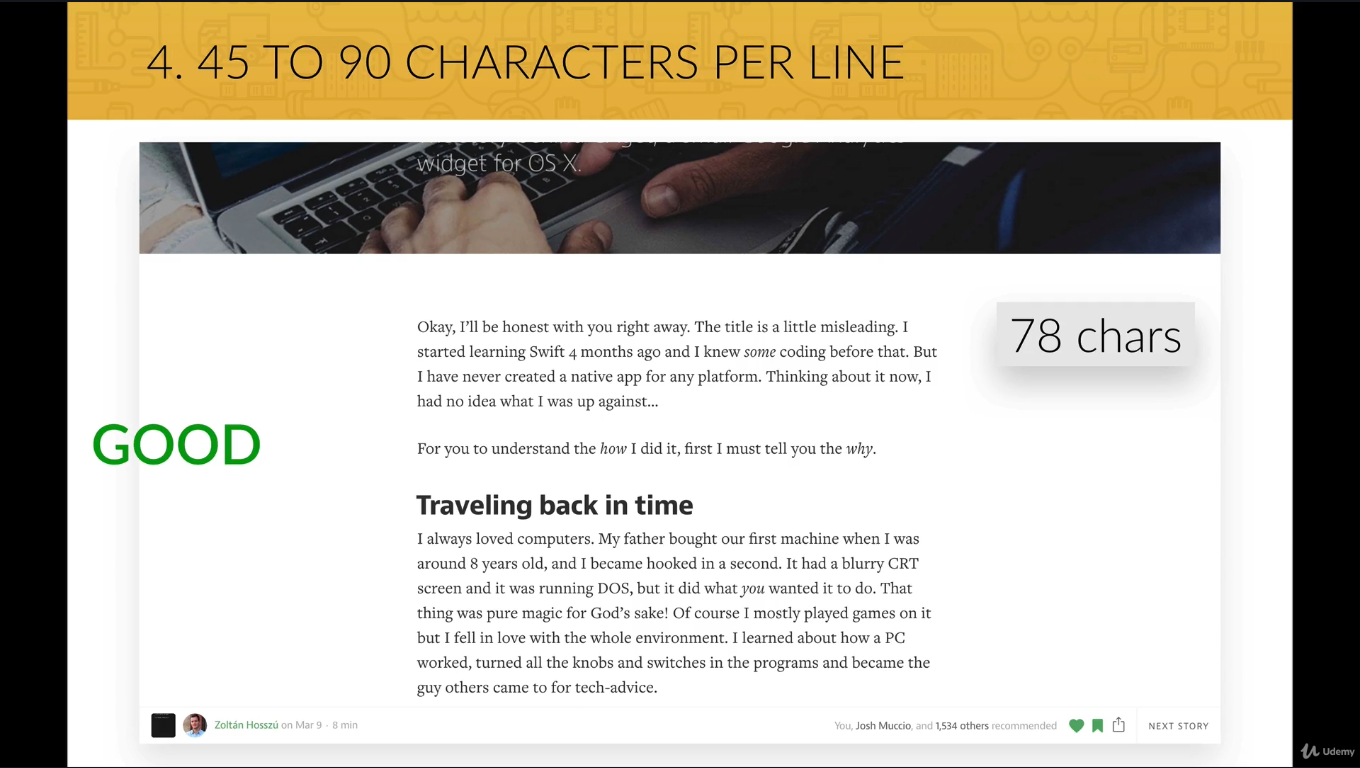 4. 45 TO 90 CHARACTERS PER LINE
widget for OS X.
78 chars
Okay, I’ll be honest with you right away. The title is a little misleading. I
started learning Swift 4 months ago and I knew some coding before that. But
I have never created a native app for any platform. Thinking about it now, I
had no idea what I was up against...
GOOD
For you to understand the how I did it, first I must tell you the why.
Traveling back in time
I always loved computers. My father bought our first machine when I was
around 8 years old, and I became hooked in a second. It had a blurry CRT
screen and it was running DOS, but it did what you wanted it to do. That
thing was pure magic for God’s sake! Of course I mostly played games on it
but I fell in love with the whole environment. I learned about how a PC
worked, turned all the knobs and switches in the programs and became the
guy others came to for tech-advice.
Zoltán Hosszú on Mar 9 · 8 min
You, Josh Muccio, and 1,534 others recommended
NEXT STORY
Udemy